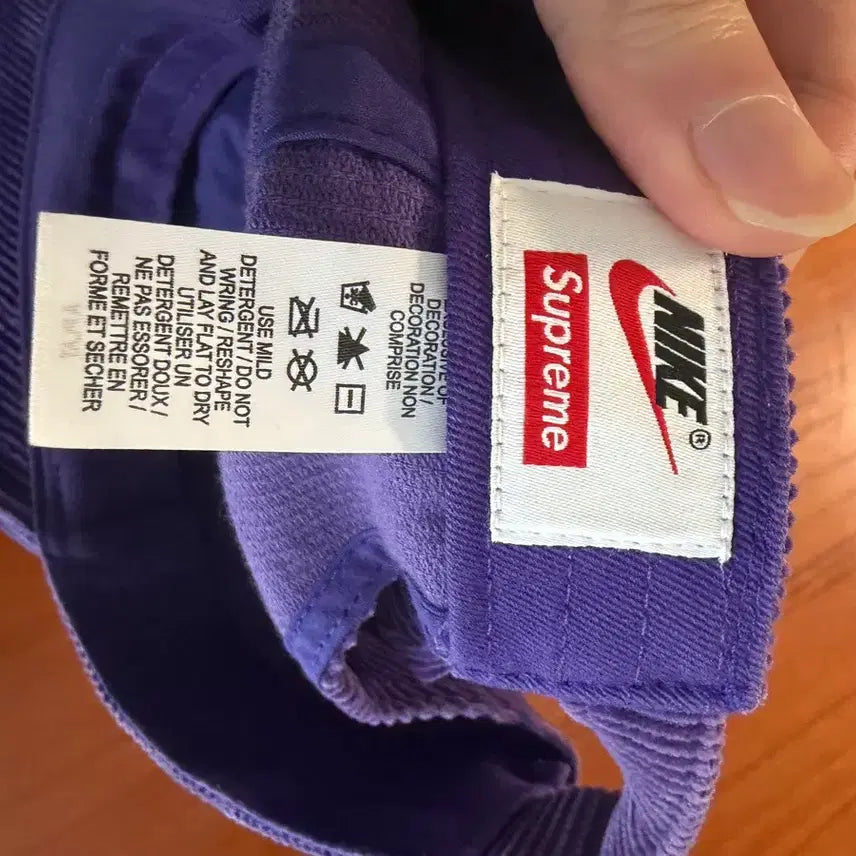 NIKE®
Supreme
OF
DECORATION /
DECORATION NON
COMPRISE
USE MILD
DETERGENT / DO NOT
WRING / RESHAPE
AND LAY FLAT TO DRY
UTILISER UN
DETERGENT DOUX /
NE PAS ESSORER /
REMETTRE EN
FORME ET SECHER